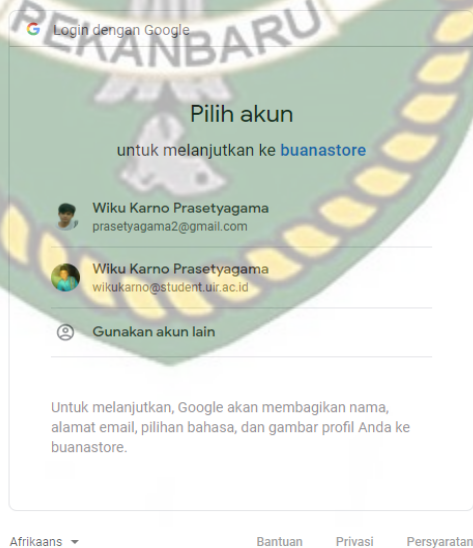 PEKANBARU
Login dengan Google
Pilih akun
untuk melanjutkan ke buanastore
Wiku Karno Prasetyagama
prasetyagama2@gmail.com
Wiku Karno Prasetyagama
wikukarno@student.uir.ac.id
Gunakan akun lain
Untuk melanjutkan, Google akan membagikan nama,
alamat email, pilihan bahasa, dan gambar profil Anda ke
buanastore.
Afrikaans Bantuan Privasi Persyaratan